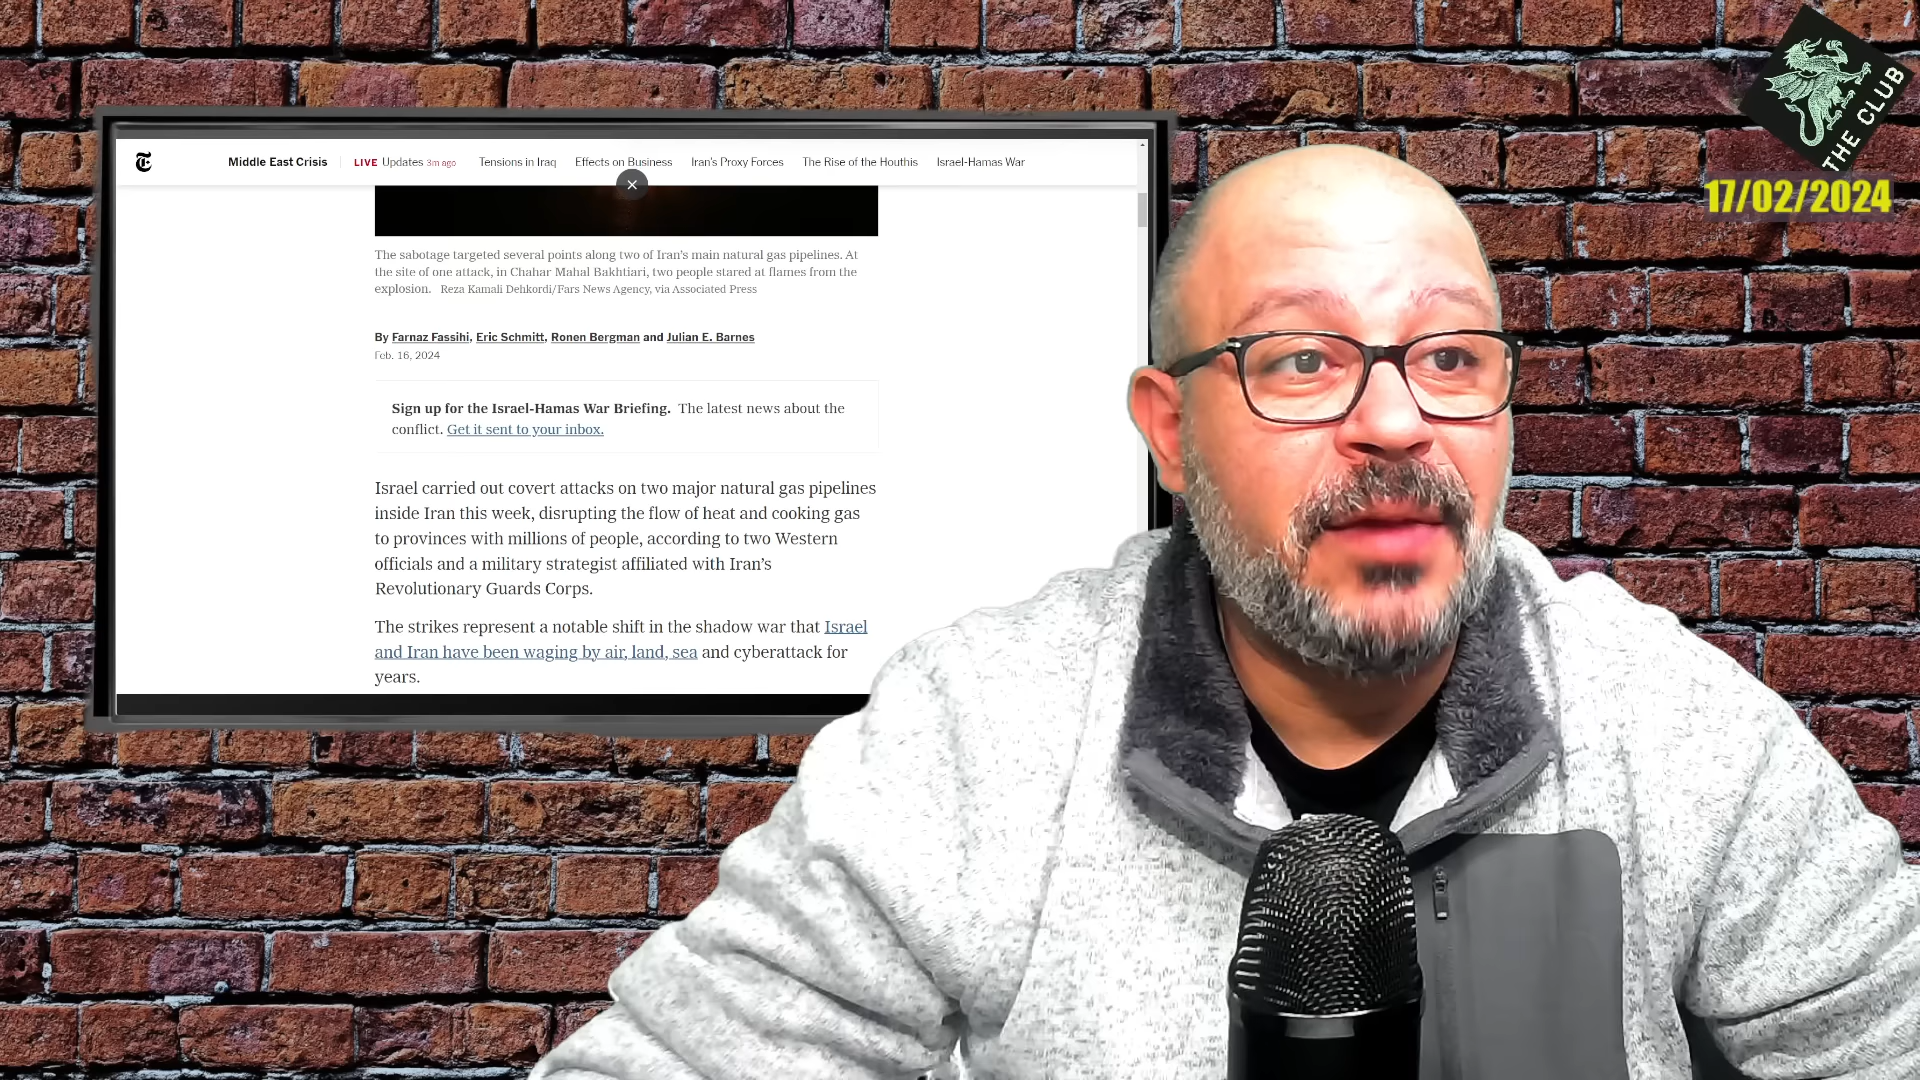 Middle East Crisis LIVE Updates 3m ago Tensions in Iraq Effects on Business Iran's Proxy Forces The Rise of the Houthis Israel-Hamas War
The sabotage targeted several points along two of Iran's main natural gas pipelines. At
the site of one attack, in Chahar Mahal Bakhtiari, two people stared at flames from the
explosion. Reza Kamali Dehkordi/Fars News Agency, via Associated Press
By Farnaz Fassihi, Eric Schmitt, Ronen Bergman and Julian E. Barnes
Feb. 16, 2024
Sign up for the Israel-Hamas War Briefing. The latest news about the
conflict. Get it sent to your inbox.
Israel carried out covert attacks on two major natural gas pipelines
inside Iran this week, disrupting the flow of heat and cooking gas
to provinces with millions of people, according to two Western
officials and a military strategist affiliated with Iran's
Revolutionary Guards Corps.
The strikes represent a notable shift in the shadow war that Israel
and Iran have been waging by air, land, sea and cyberattack for
years.
THE CLUB
17/02/2024